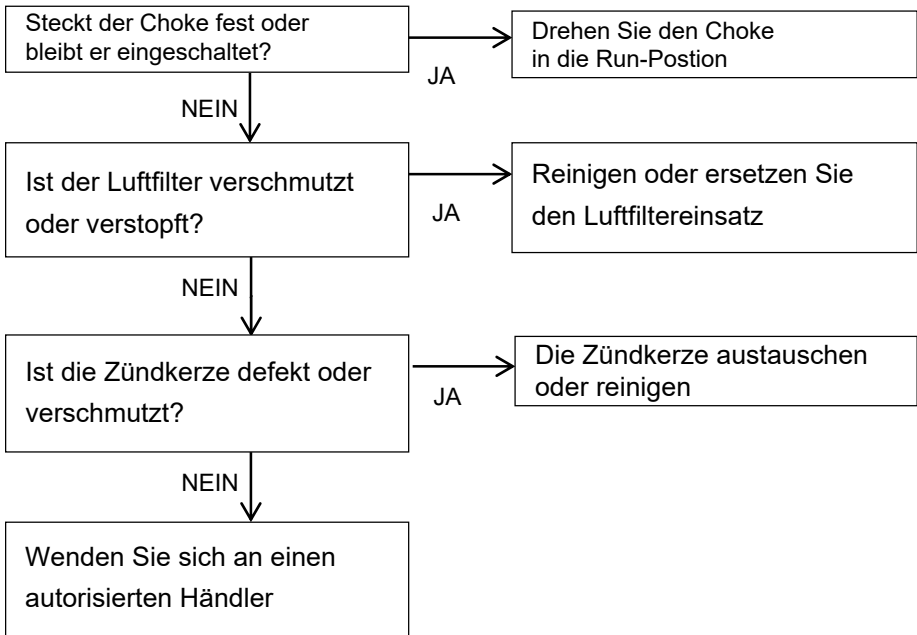 Steckt der Choke fest oder
bleibt er eingeschaltet?
JA
Drehen Sie den Choke
in die Run-Postion
NEIN
Ist der Luftfilter verschmutzt
oder verstopft?
JA
Reinigen oder ersetzen Sie
den Luftfiltereinsatz
NEIN
Ist die Zündkerze defekt oder
verschmutzt?
JA
Die Zündkerze austauschen
oder reinigen
NEIN
Wenden Sie sich an einen
autorisierten Händler